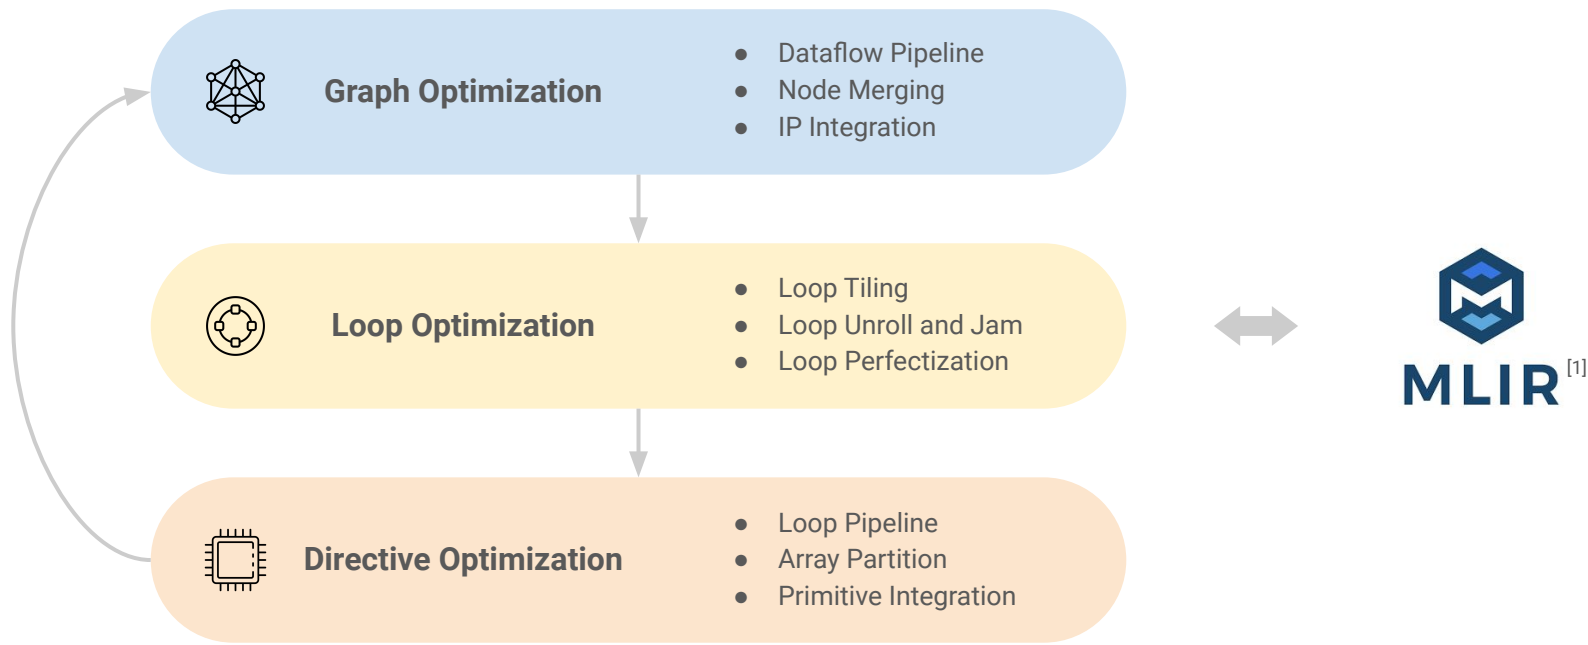 Graph Optimization
● Dataflow Pipeline
● Node Merging
● IP Integration
Loop Optimization
● Loop Tiling
● Loop Unroll and Jam
● Loop Perfectization
Directive Optimization
● Loop Pipeline
● Array Partition
● Primitive Integration
MLIR [1]